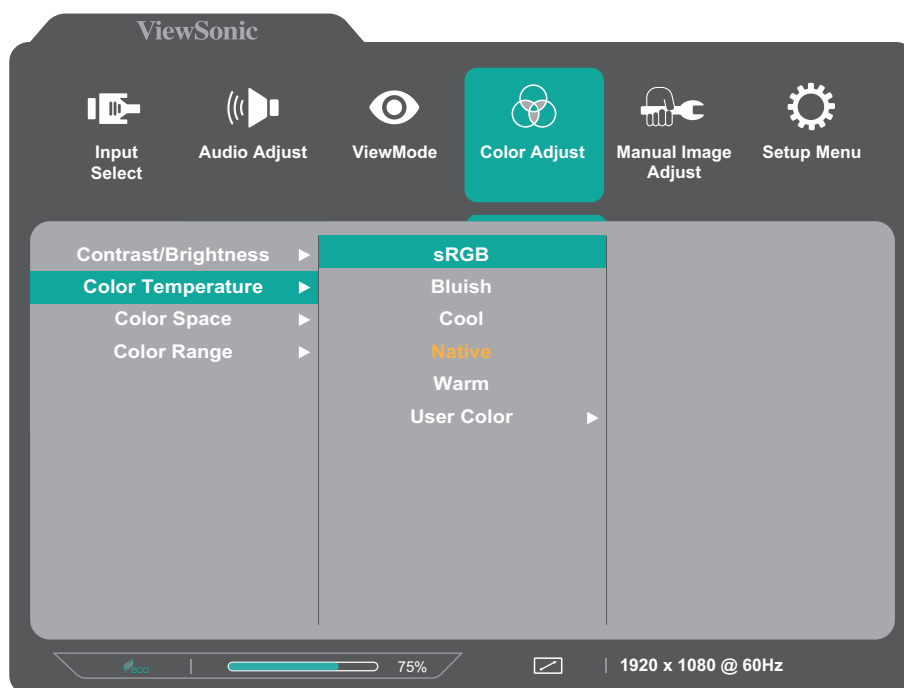 ViewSonic
Input
Select
Audio Adjust
ViewMode
Color Adjust
Manual Image
Adjust
Setup Menu
Contrast/Brightness
Color Temperature
Color Space
Color Range
sRGB
Bluish
Cool
Native
Warm
User Color
eco
75%
1920 x 1080 @ 60Hz